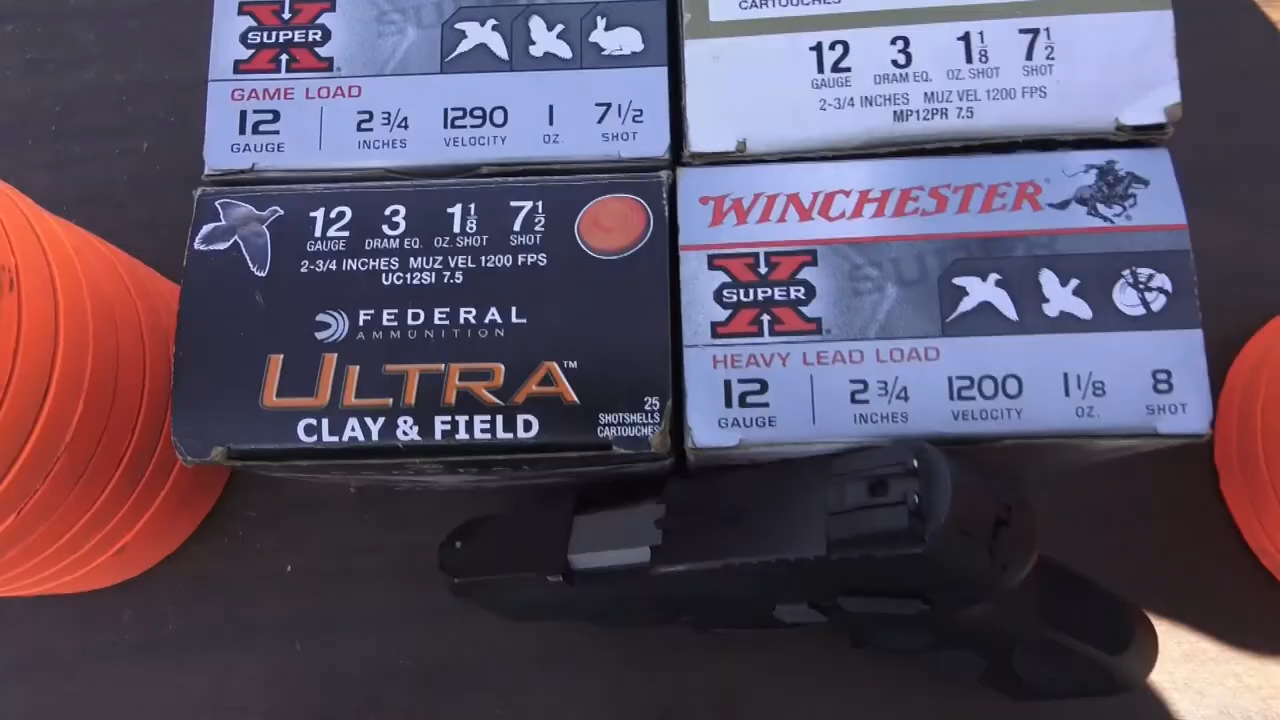 SUPER X
SUPER
GAME LOAD
12 GAUGE
2 3/4 INCHES
1290 VELOCITY
1 OZ.
7 1/2 SHOT
CARTOUCHES
12 3 1 1/8 7 1/2
GAUGE DRAM EQ. OZ. SHOT SHOT
2-3/4 INCHES MUZ VEL 1200 FPS
MP12PR 7.5
12 3 1 1/8 7 1/2
GAUGE DRAM EQ. OZ. SHOT SHOT
2-3/4 INCHES MUZ VEL 1200 FPS
UC12SI 7.5
FEDERAL
AMMUNITION
ULTRA™
CLAY & FIELD
25
SHOTSHELLS
CARTOUCHES
WINCHESTER®
SUPER X
SUPER
HEAVY LEAD LOAD
12 GAUGE
2 3/4 INCHES
1200 VELOCITY
1 1/8 OZ.
8 SHOT
FEDERAL